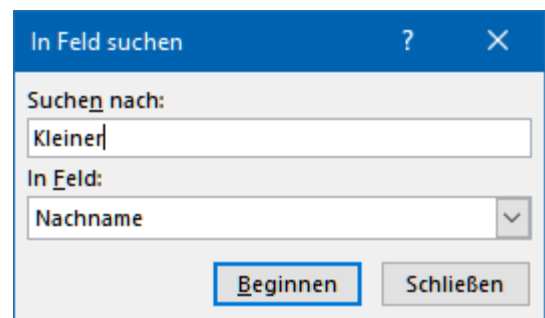 In Feld suchen ?
Suchen nach:
Kleiner
In Feld:
Nachname
Beginnen Schließen